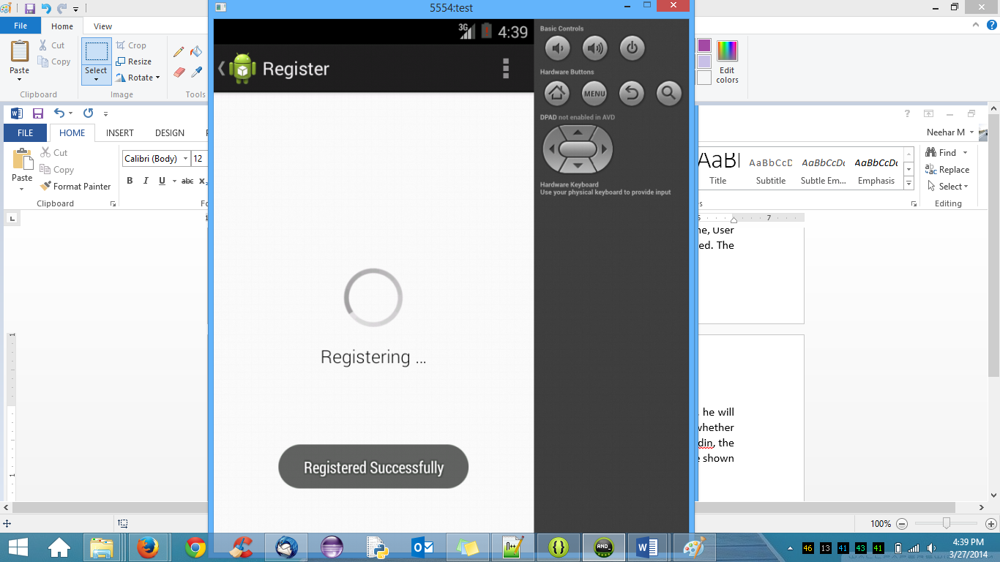 5554:test
File
Home
View
Paste
Cut
Copy
Clipboard
Select
Crop
Resize
Rotate
Image
Tools
Edit
colors
3G
4:39
Register
Registering ...
Registered Successfully
Basic Controls
Hardware Buttons
MENU
DPAD not enabled in AVD
Hardware Keyboard
Use your physical keyboard to provide input
FILE
HOME
INSERT
DESIGN
Neehar M
Paste
Cut
Copy
Format Painter
Clipboard
Calibri (Body)
12
B I U abc
AaBl
AaBbCcD
AaBbCcDc
AaBbCcDc
Title
Subtitle
Subtle Em...
Emphasis
Find
Replace
Select
Editing
7
ne, User
ed. The
he will
whether
din, the
e shown
100%
AND_
46 13 41 43 41
4:39 PM
3/27/2014